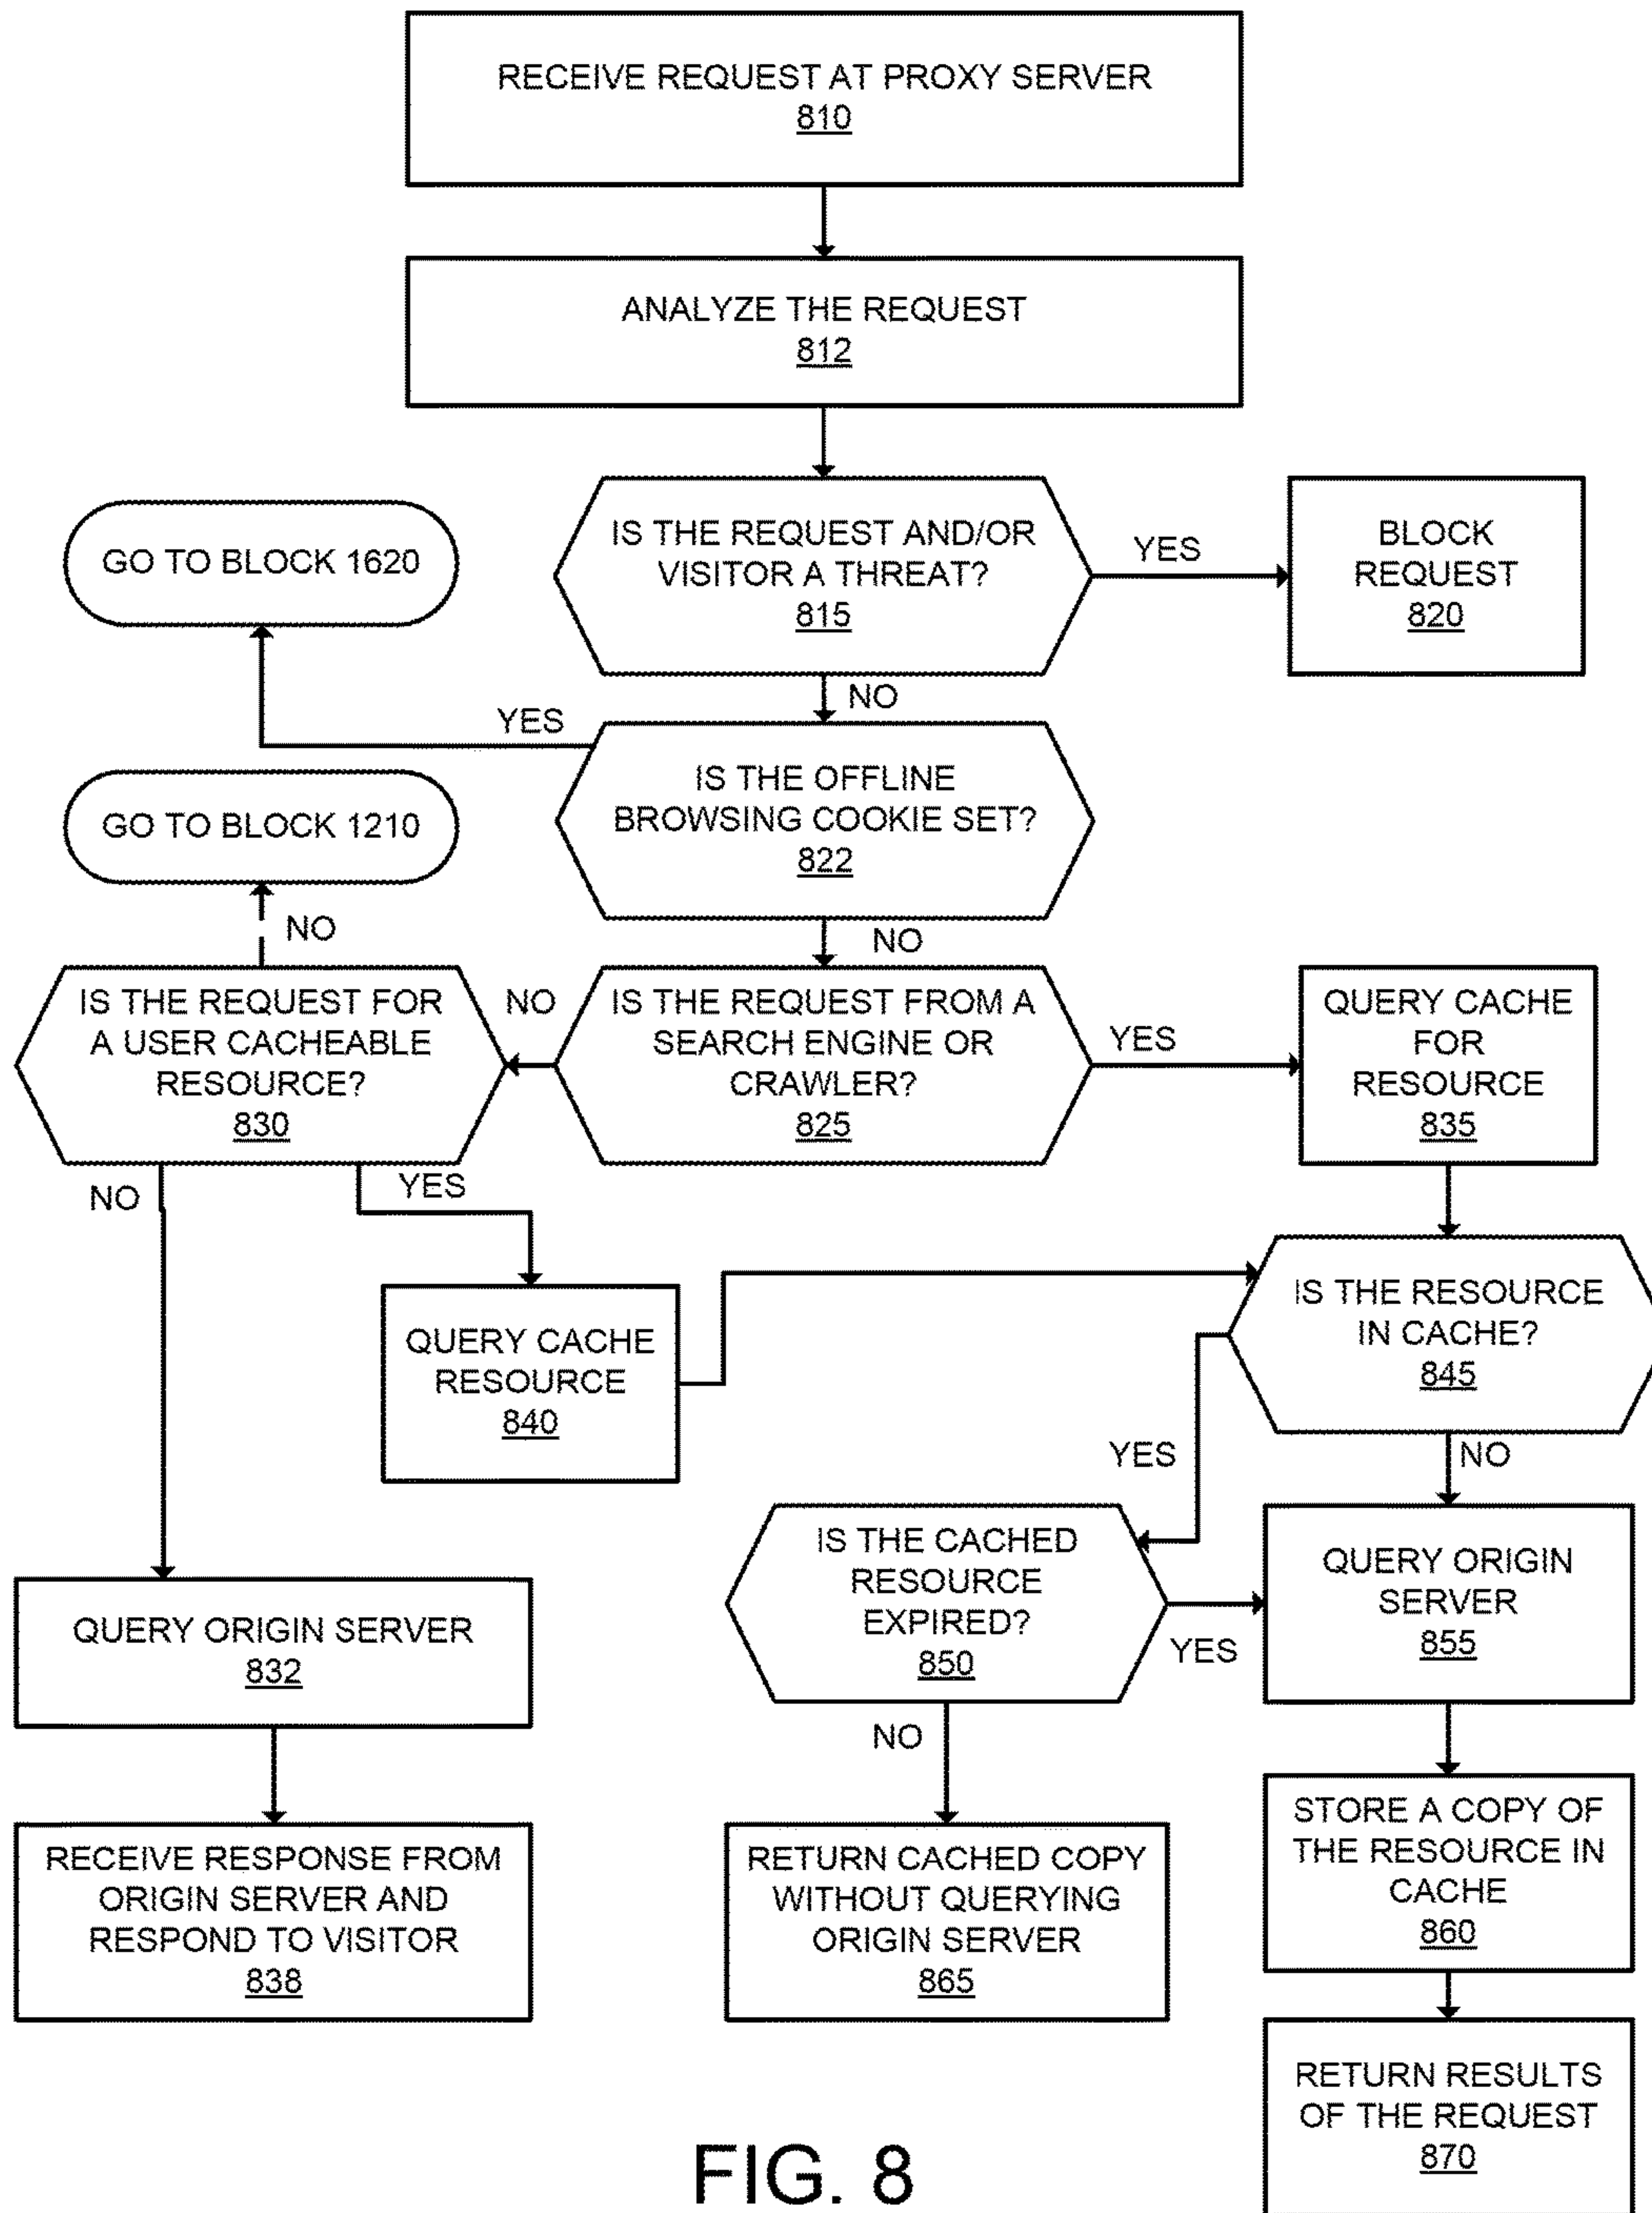 RECEIVE REQUEST AT PROXY SERVER
810
ANALYZE THE REQUEST
812
IS THE REQUEST AND/OR
VISITOR A THREAT?
815
YES
BLOCK
REQUEST
820
GO TO BLOCK 1620
NO
YES
IS THE OFFLINE
BROWSING COOKIE SET?
822
GO TO BLOCK 1210
NO
NO
IS THE REQUEST FOR
A USER CACHEABLE
RESOURCE?
830
NO
IS THE REQUEST FROM A
SEARCH ENGINE OR
CRAWLER?
825
YES
QUERY CACHE
FOR
RESOURCE
835
NO
YES
QUERY CACHE
RESOURCE
840
IS THE RESOURCE
IN CACHE?
845
YES
NO
IS THE CACHED
RESOURCE
EXPIRED?
850
YES
QUERY ORIGIN
SERVER
855
QUERY ORIGIN SERVER
832
NO
RECEIVE RESPONSE FROM
ORIGIN SERVER AND
RESPOND TO VISITOR
838
RETURN CACHED COPY
WITHOUT QUERYING
ORIGIN SERVER
865
STORE A COPY OF
THE RESOURCE IN
CACHE
860
RETURN RESULTS
OF THE REQUEST
870
FIG. 8